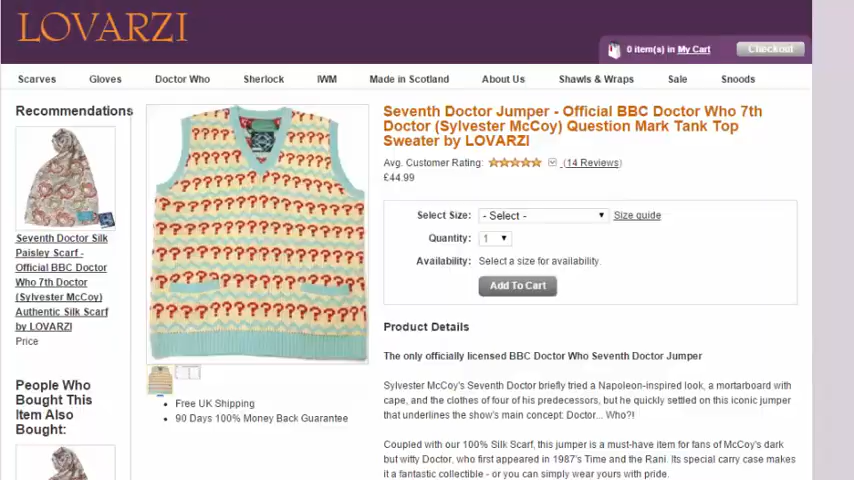 LOVARZI
0 item(s) in My Cart
Checkout
Scarves Gloves Doctor Who Sherlock IWM Made in Scotland About Us Shawls & Wraps Sale Snoods
Recommendations
Seventh Doctor Silk
Paisley Scarf -
Official BBC Doctor
Who 7th Doctor
(Sylvester McCoy)
Authentic Silk Scarf
by LOVARZI
Price
People Who
Bought This
Item Also
Bought:
Free UK Shipping
90 Days 100% Money Back Guarantee
Seventh Doctor Jumper - Official BBC Doctor Who 7th
Doctor (Sylvester McCoy) Question Mark Tank Top
Sweater by LOVARZI
Avg. Customer Rating: (14 Reviews)
£44.99
Select Size: - Select - Size guide
Quantity: 1
Availability: Select a size for availability.
Add To Cart
Product Details
The only officially licensed BBC Doctor Who Seventh Doctor Jumper
Sylvester McCoy's Seventh Doctor briefly tried a Napoleon-inspired look, a mortarboard with
cape, and the clothes of four of his predecessors, but he quickly settled on this iconic jumper
that underlines the show's main concept: Doctor... Who?!
Coupled with our 100% Silk Scarf, this jumper is a must-have item for fans of McCoy's dark
but witty Doctor, who first appeared in 1987's Time and the Rani. Its special carry case makes
it a fantastic collectible - or you can simply wear yours with pride.